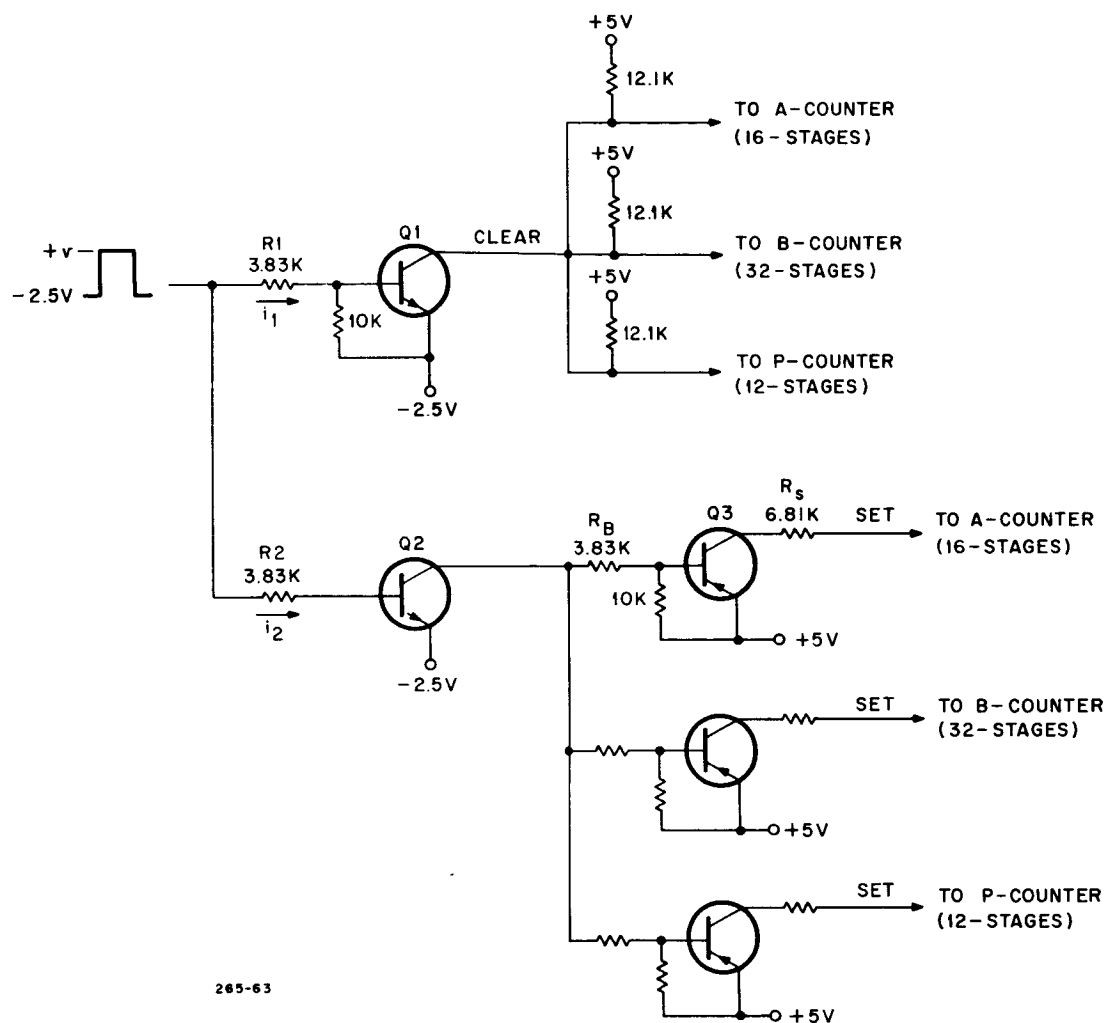 +5V
12.1K
TO A-COUNTER
(16-STAGES)
+5V
12.1K
Q1
CLEAR
TO B-COUNTER
(32-STAGES)
+v
-2.5V
R1
3.83K
i1
10K
+5V
12.1K
-2.5V
TO P-COUNTER
(12-STAGES)
R2
3.83K
i2
Q2
-2.5V
RB
3.83K
10K
Q3
Rs
6.81K
SET
TO A-COUNTER
(16-STAGES)
+5V
SET
TO B-COUNTER
(32-STAGES)
+5V
SET
TO P-COUNTER
(12-STAGES)
+5V
265-63